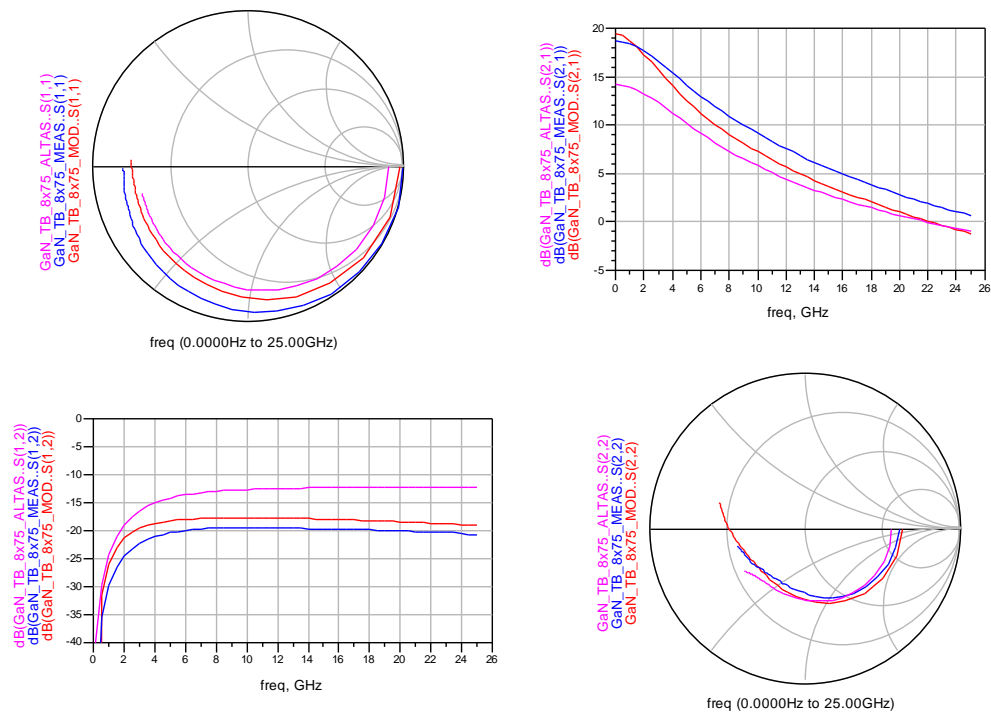 GaN_TB_8x75_ALTAS..S(1,1)
GaN_TB_8x75_MEAS..S(1,1)
GaN_TB_8x75_MOD..S(1,1)
freq (0.0000Hz to 25.00GHz)
dB(GaN_TB_8x75_ALTAS..S(2,1))
dB(GaN_TB_8x75_MEAS..S(2,1))
dB(GaN_TB_8x75_MOD..S(2,1))
20
15
10
5
0
-5
0 2 4 6 8 10 12 14 16 18 20 22 24 26
freq, GHz
dB(GaN_TB_8x75_ALTAS..S(1,2))
dB(GaN_TB_8x75_MEAS..S(1,2))
dB(GaN_TB_8x75_MOD..S(1,2))
0
-5
-10
-15
-20
-25
-30
-35
-40
0 2 4 6 8 10 12 14 16 18 20 22 24 26
freq, GHz
GaN_TB_8x75_ALTAS..S(2,2)
GaN_TB_8x75_MEAS..S(2,2)
GaN_TB_8x75_MOD..S(2,2)
freq (0.0000Hz to 25.00GHz)